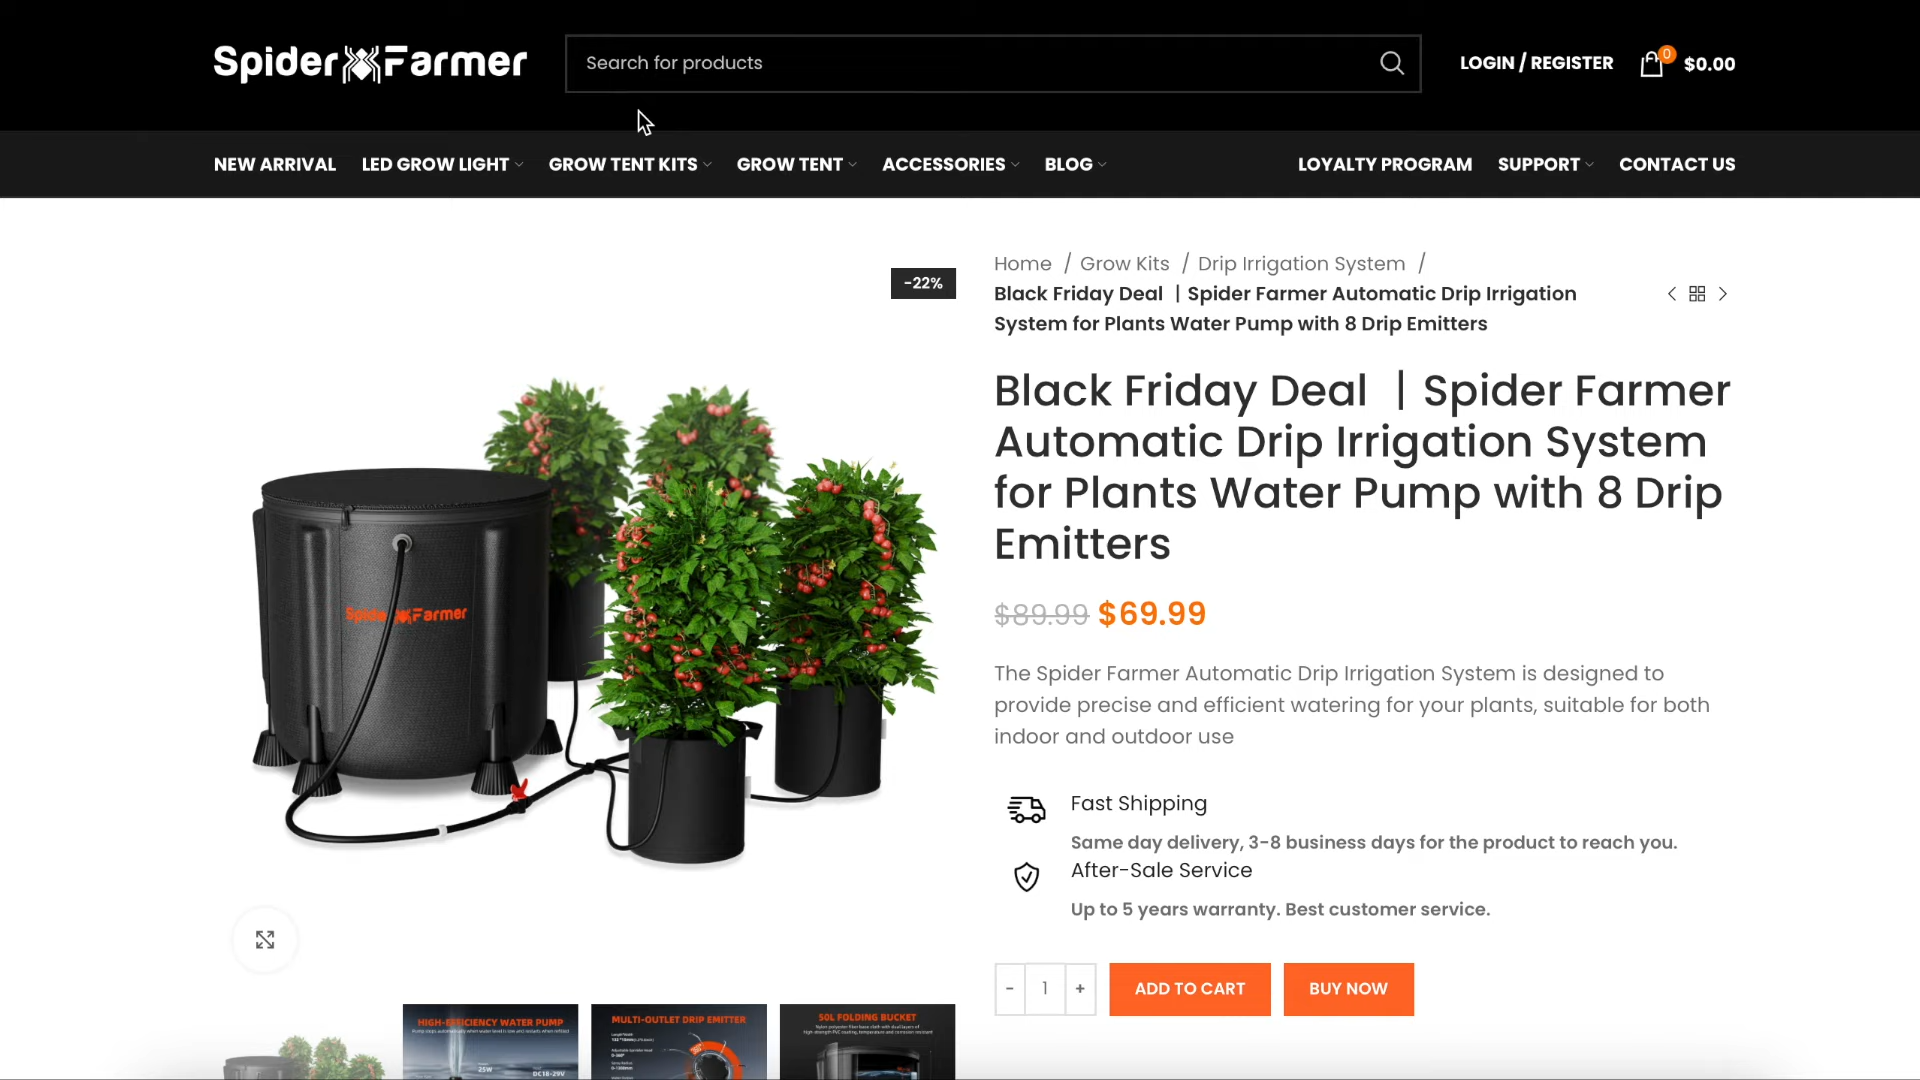 Spider Farmer
Search for products
LOGIN / REGISTER
0
$0.00
NEW ARRIVAL
LED GROW LIGHT
GROW TENT KITS
GROW TENT
ACCESSORIES
BLOG
LOYALTY PROGRAM
SUPPORT
CONTACT US
-22%
Home / Grow Kits / Drip Irrigation System /
Black Friday Deal | Spider Farmer Automatic Drip Irrigation
System for Plants Water Pump with 8 Drip Emitters
Black Friday Deal | Spider Farmer
Automatic Drip Irrigation System
for Plants Water Pump with 8 Drip
Emitters
$89.99 $69.99
The Spider Farmer Automatic Drip Irrigation System is designed to
provide precise and efficient watering for your plants, suitable for both
indoor and outdoor use
Fast Shipping
Same day delivery, 3-8 business days for the product to reach you.
After-Sale Service
Up to 5 years warranty. Best customer service.
- 1 +
ADD TO CART
BUY NOW
Spider Farmer
HIGH-EFFICIENCY WATER PUMP
25W
DC18-29V
MULTI-OUTLET DRIP EMITTER
50L FOLDING BUCKET